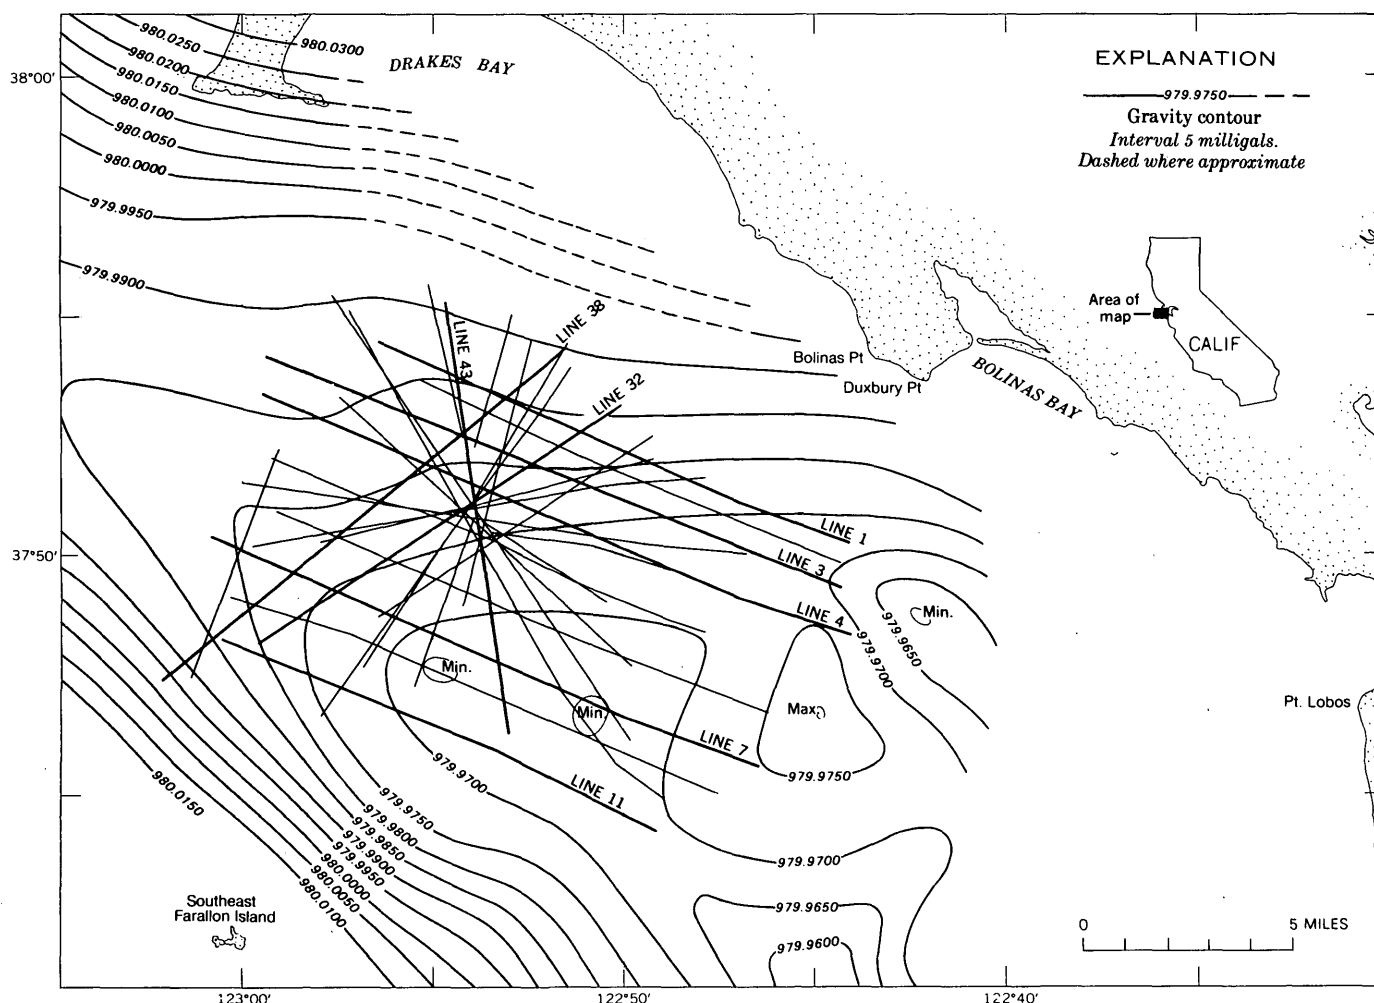 980.0300
980.0250
980.0200
980.0150
980.0100
980.0050
980.0000
979.9950
979.9900
38°00'
DRAKES BAY
EXPLANATION
979.9750
Gravity contour
Interval 5 milligals.
Dashed where approximate
Area of
map
CALIF
LINE 43
LINE 38
LINE 32
Bolinas Pt
Duxbury Pt
BOLINAS BAY
37°50'
LINE 1
LINE 3
LINE 4
Min.
979.9650
979.9700
Min.
Min.
Max.
Pt. Lobos
LINE 7
979.9750
LINE 11
979.9700
979.9750
979.9800
979.9850
979.9900
979.9950
980.0000
980.0050
980.0100
980.0150
979.9700
979.9650
979.9600
Southeast
Farallon Island
0 5 MILES
123°00'
122°50'
122°40'